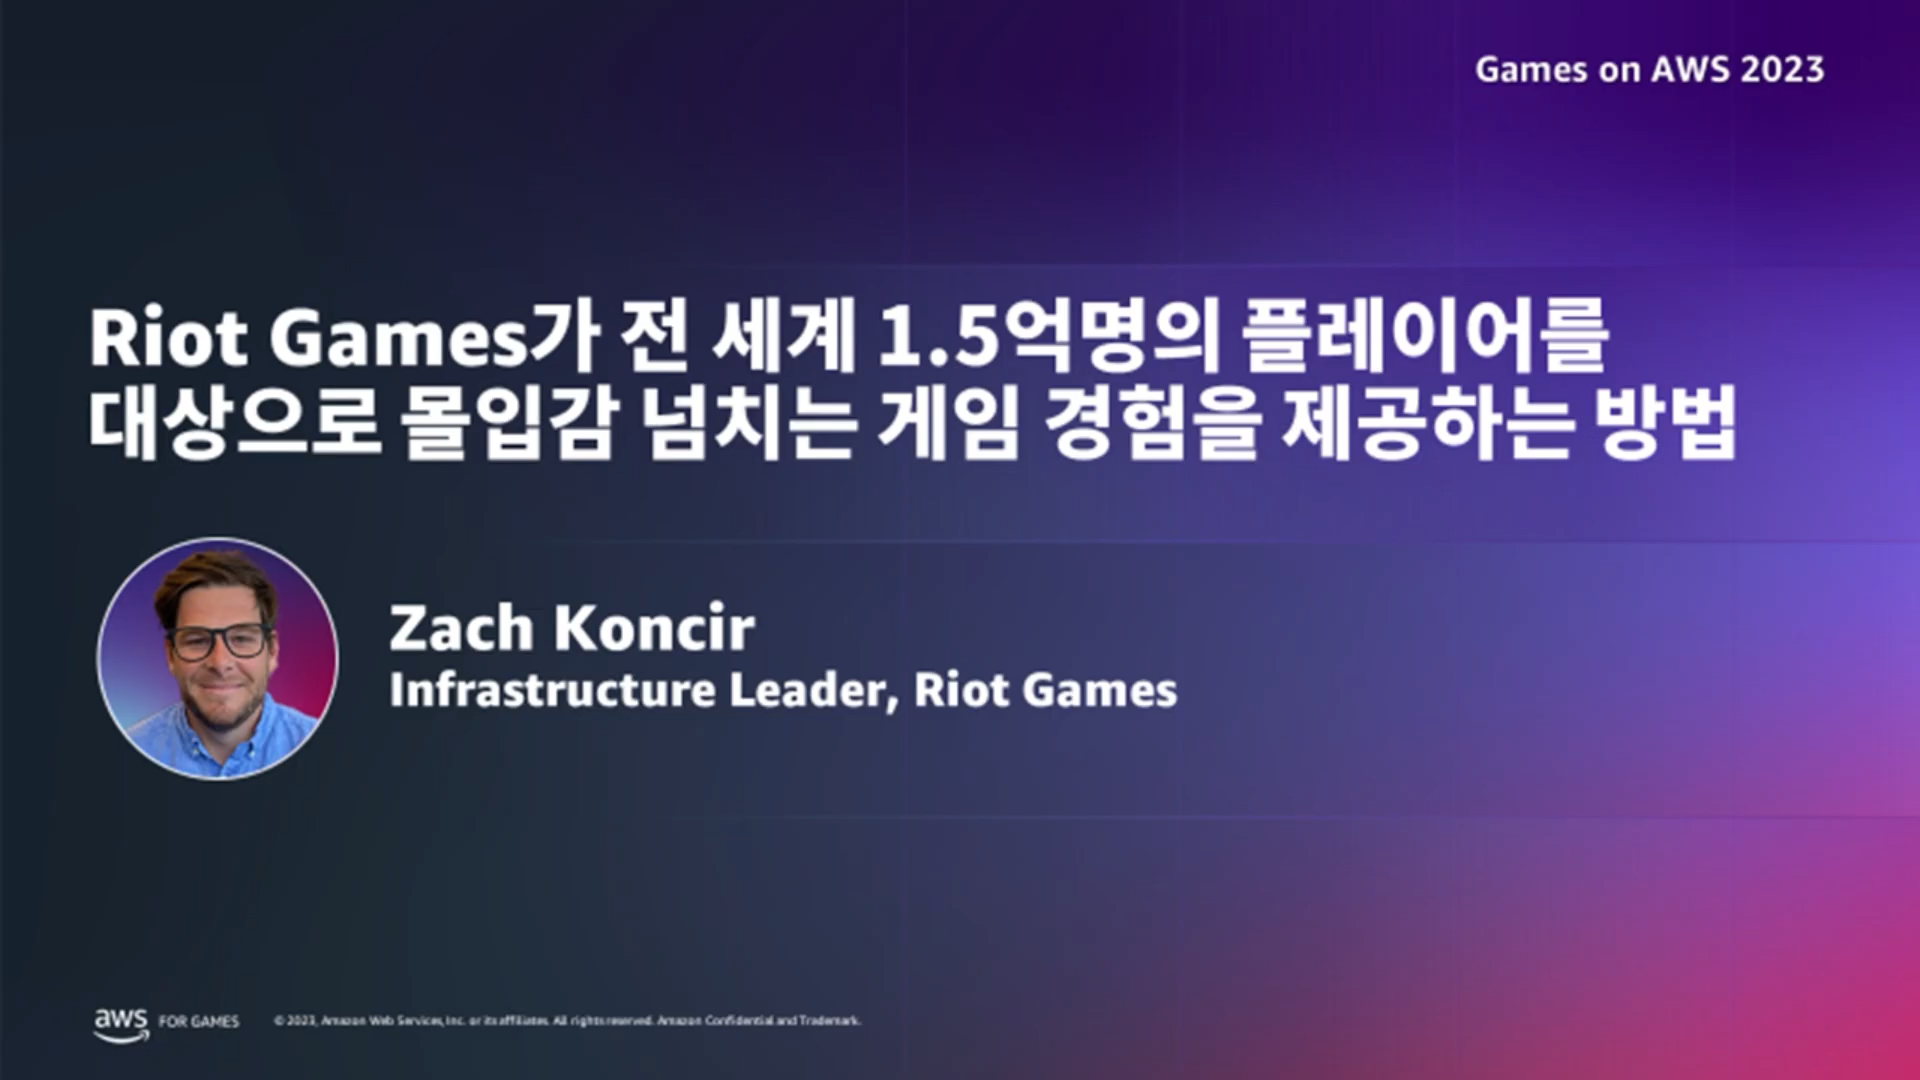 Games on AWS 2023
Riot Games가 전 세계 1.5억명의 플레이어를
대상으로 몰입감 넘치는 게임 경험을 제공하는 방법
Zach Koncir
Infrastructure Leader, Riot Games
aws FOR GAMES
© 2023, Amazon Web Services, Inc. or its affiliates. All rights reserved. Amazon Confidential and Trademark.